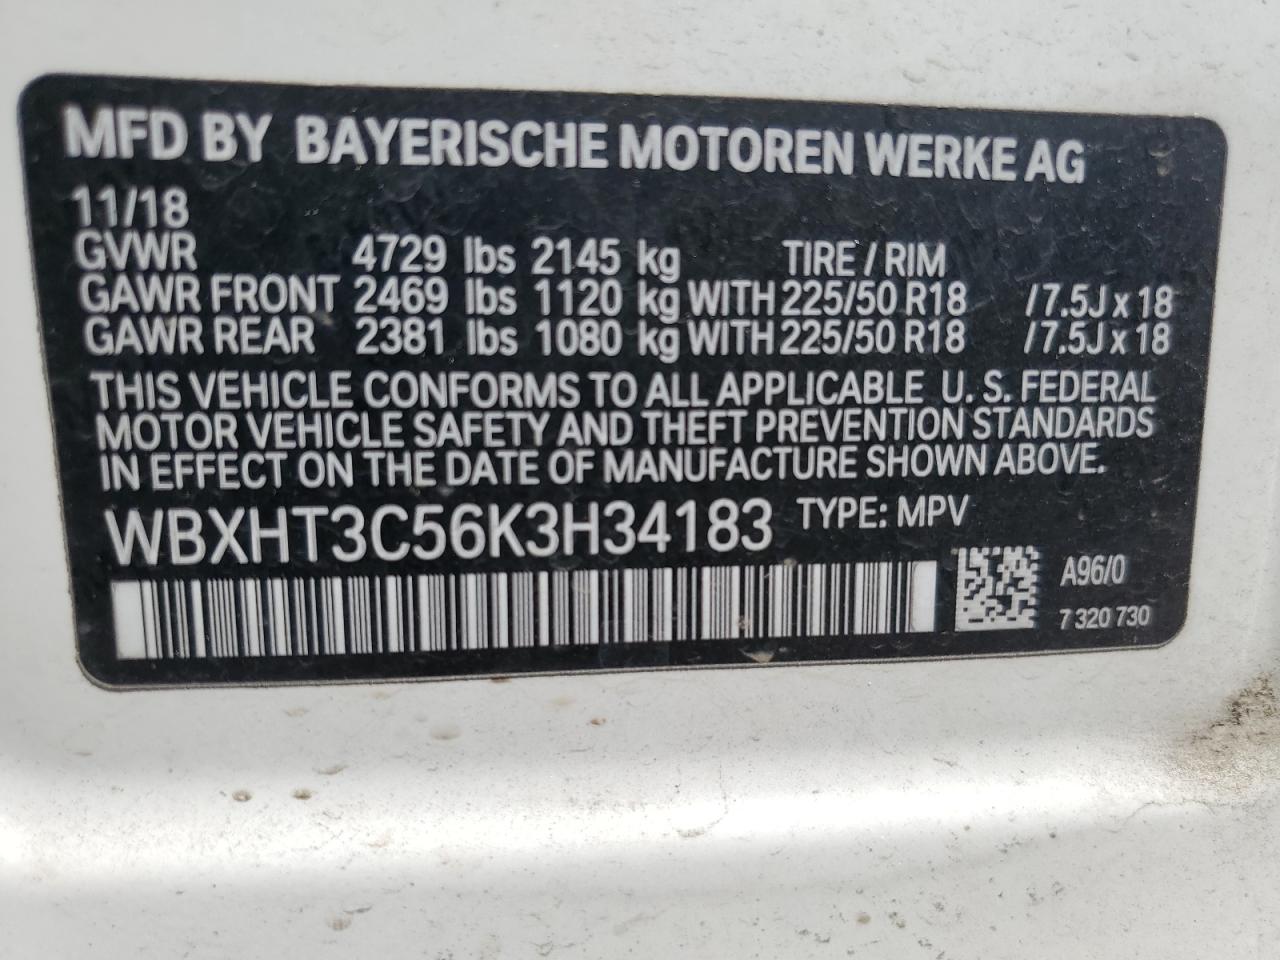 MFD BY BAYERISCHE MOTOREN WERKE AG
11/18
GVWR 4729 lbs 2145 kg TIRE / RIM
GAWR FRONT 2469 lbs 1120 kg WITH 225/50 R18 /7.5J x 18
GAWR REAR 2381 lbs 1080 kg WITH 225/50 R18 /7.5J x 18
THIS VEHICLE CONFORMS TO ALL APPLICABLE U. S. FEDERAL
MOTOR VEHICLE SAFETY AND THEFT PREVENTION STANDARDS
IN EFFECT ON THE DATE OF MANUFACTURE SHOWN ABOVE.
WBXHT3C56K3H34183 TYPE: MPV
A96/0
7 320 730